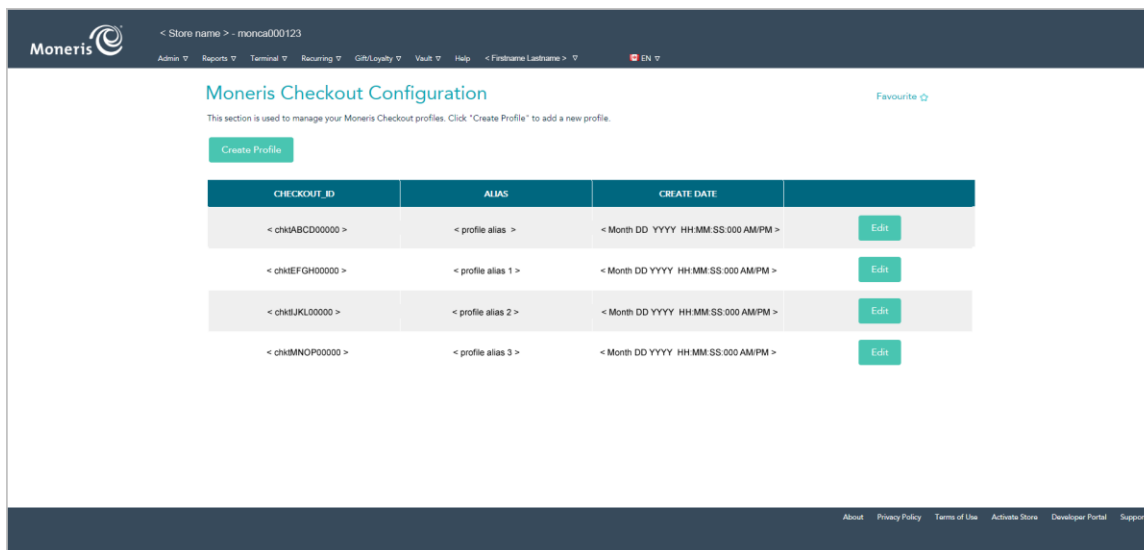 Moneris
< Store name > - monca000123
Admin Reports Terminal Recurring Gift/Loyalty Vault Help < Firstname Lastname > EN
Moneris Checkout Configuration
Favourite
This section is used to manage your Moneris Checkout profiles. Click "Create Profile" to add a new profile.
Create Profile
CHECKOUT_ID ALIAS CREATE DATE
< chktABCD00000 > < profile alias > < Month DD YYYY HH:MM:SS:000 AM/PM > Edit
< chktEFGH00000 > < profile alias 1 > < Month DD YYYY HH:MM:SS:000 AM/PM > Edit
< chktIJKL00000 > < profile alias 2 > < Month DD YYYY HH:MM:SS:000 AM/PM > Edit
< chktMNOP00000 > < profile alias 3 > < Month DD YYYY HH:MM:SS:000 AM/PM > Edit
About Privacy Policy Terms of Use Activate Store Developer Portal Suppor